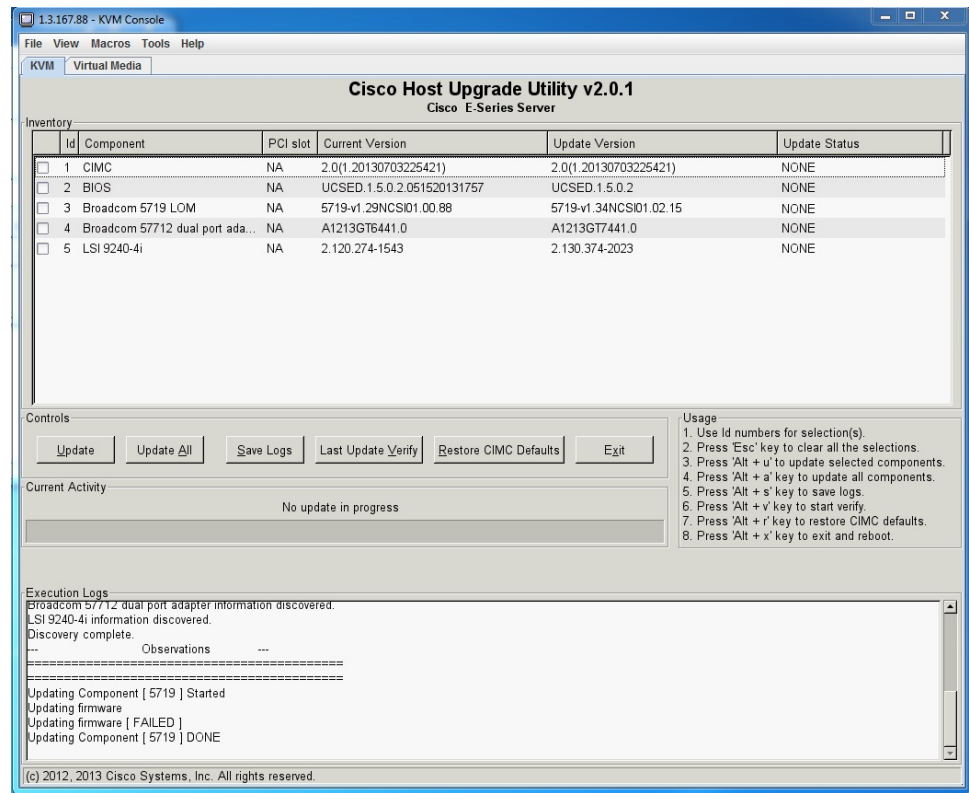 1.3.167.88 - KVM Console
File View Macros Tools Help
KVM Virtual Media
Cisco Host Upgrade Utility v2.0.1
Cisco E-Series Server
Inventory
Id Component PCI slot Current Version Update Version Update Status
1 CIMC NA 2.0(1.20130703225421) 2.0(1.20130703225421) NONE
2 BIOS NA UCSED.1.5.0.2.051520131757 UCSED.1.5.0.2 NONE
3 Broadcom 5719 LOM NA 5719-v1.29NCSI01.00.88 5719-v1.34NCSI01.02.15 NONE
4 Broadcom 57712 dual port ada... NA A1213GT6441.0 A1213GT7441.0 NONE
5 LSI 9240-4i NA 2.120.274-1543 2.130.374-2023 NONE
Controls
Update Update All Save Logs Last Update Verify Restore CIMC Defaults Exit
Usage
1. Use Id numbers for selection(s).
2. Press 'Esc' key to clear all the selections.
3. Press 'Alt + u' to update selected components.
4. Press 'Alt + a' key to update all components.
5. Press 'Alt + s' key to save logs.
6. Press 'Alt + v' key to start verify.
7. Press 'Alt + r' key to restore CIMC defaults.
8. Press 'Alt + x' key to exit and reboot.
Current Activity
No update in progress
Execution Logs
Broadcom 57712 dual port adapter information discovered.
LSI 9240-4i information discovered.
Discovery complete.
--- Observations ---
===========================================
===========================================
Updating Component [ 5719 ] Started
Updating firmware
Updating firmware [ FAILED ]
Updating Component [ 5719 ] DONE
(c) 2012, 2013 Cisco Systems, Inc. All rights reserved.